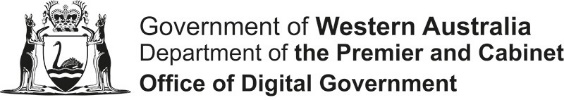 Government of Western Australia
Department of the Premier and Cabinet
Office of Digital Government